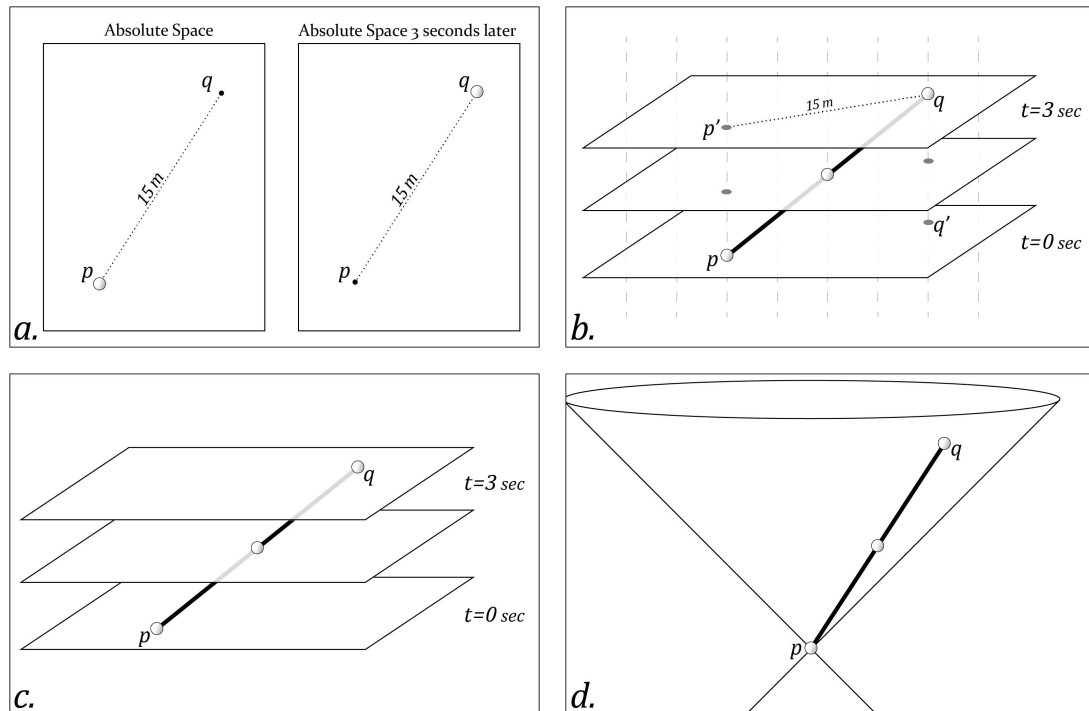 Absolute Space
Absolute Space 3 seconds later
q
q
15 m
15 m
p
p
a.
q
15 m
p’
t=3 sec
q’
p
t=0 sec
b.
q
t=3 sec
p
t=0 sec
c.
q
p
d.